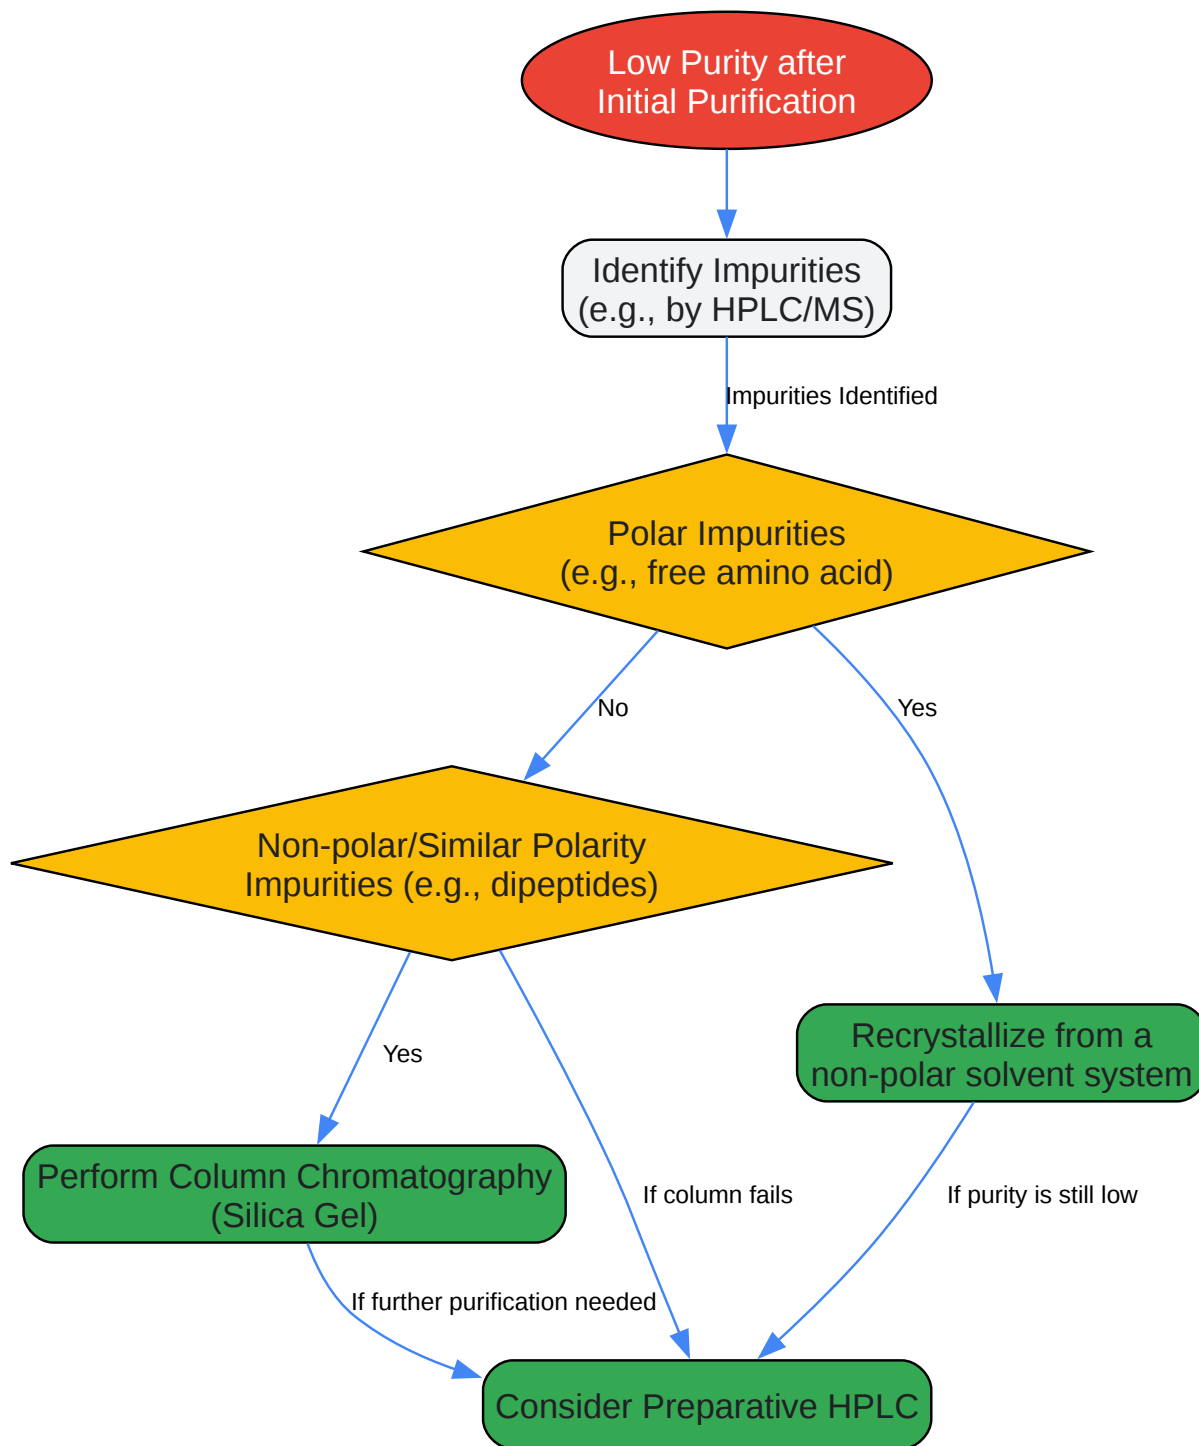 Low Purity after
Initial Purification
Identify Impurities
(e.g., by HPLC/MS)
Impurities Identified
Polar Impurities
(e.g., free amino acid)
No
Yes
Non-polar/Similar Polarity
Impurities (e.g., dipeptides)
Recrystallize from a
non-polar solvent system
Yes
Perform Column Chromatography
(Silica Gel)
If column fails
If purity is still low
If further purification needed
Consider Preparative HPLC